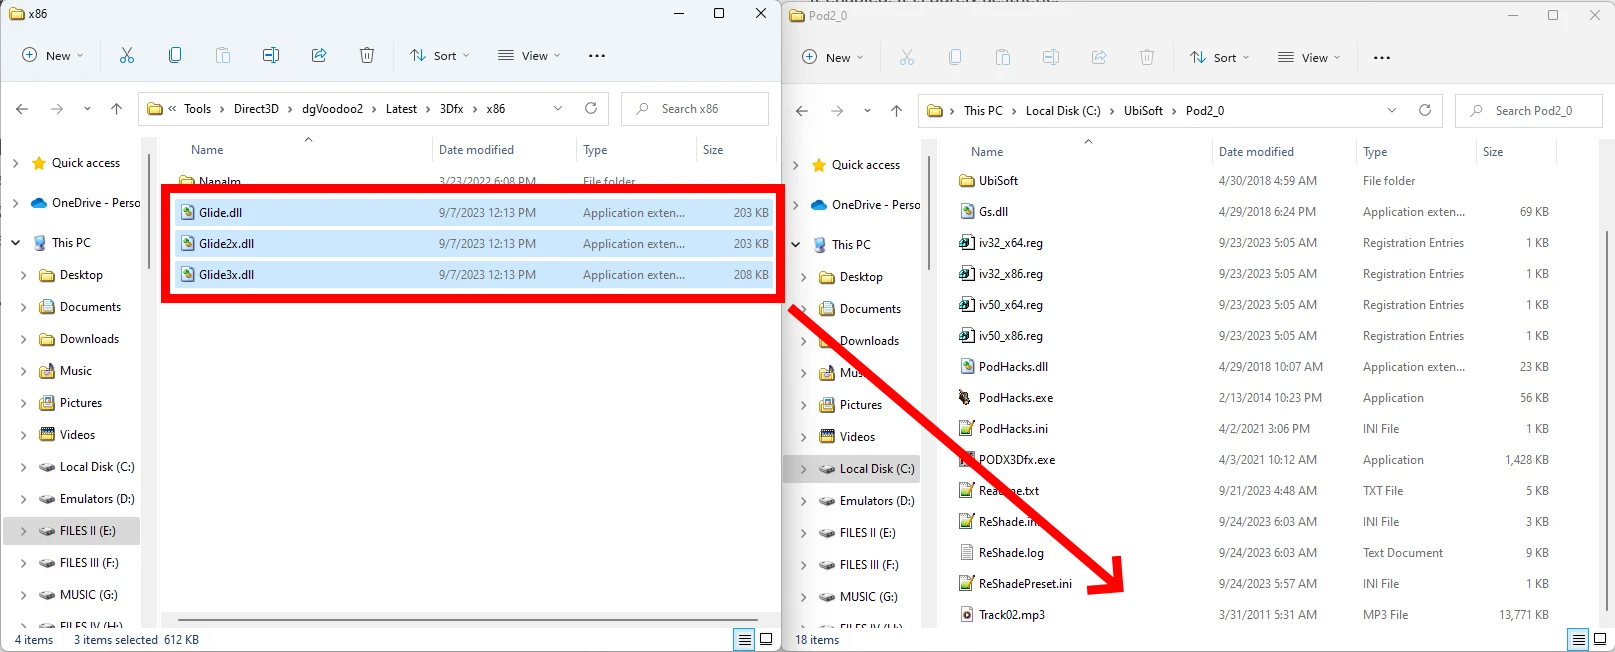 x86
New
Sort
View
« Tools > Direct3D > dgVoodoo2 > Latest > 3Dfx > x86
Search x86
Name Date modified Type Size
Quick access
OneDrive - Perso
This PC
Desktop
Documents
Downloads
Music
Pictures
Videos
Local Disk (C:)
Emulators (D:)
FILES II (E:)
FILES III (F:)
MUSIC (G:)
FILES IV (H:)
Nanalm 3/23/2022 6:08 PM File folder
Glide.dll 9/7/2023 12:13 PM Application exten... 203 KB
Glide2x.dll 9/7/2023 12:13 PM Application exten... 203 KB
Glide3x.dll 9/7/2023 12:13 PM Application exten... 208 KB
4 items 3 items selected 612 KB
Pod2_0
New
Sort
View
> This PC > Local Disk (C:) > UbiSoft > Pod2_0
Search Pod2_0
Name Date modified Type Size
Quick access
OneDrive - Perso
This PC
Desktop
Documents
Downloads
Pictures
Videos
Local Disk (C:)
Emulators (D:)
FILES II (E:)
FILES III (F:)
MUSIC (G:)
UbiSoft 4/30/2018 4:59 AM File folder
Gs.dll 4/29/2018 6:24 PM Application exten... 69 KB
iv32_x64.reg 9/23/2023 5:05 AM Registration Entries 1 KB
iv32_x86.reg 9/23/2023 5:05 AM Registration Entries 1 KB
iv50_x64.reg 9/23/2023 5:05 AM Registration Entries 1 KB
iv50_x86.reg 9/23/2023 5:05 AM Registration Entries 1 KB
PodHacks.dll 4/29/2018 10:07 AM Application exten... 23 KB
PodHacks.exe 2/13/2014 10:23 PM Application 56 KB
PodHacks.ini 4/2/2021 3:06 PM INI File 1 KB
PODX3Dfx.exe 4/3/2021 10:12 AM Application 1,428 KB
Readme.txt 9/21/2023 4:48 AM TXT File 5 KB
ReShade.ini 9/24/2023 6:03 AM INI File 3 KB
ReShade.log 9/24/2023 6:03 AM Text Document 9 KB
ReShadePreset.ini 9/24/2023 5:57 AM INI File 1 KB
Track02.mp3 3/31/2011 5:31 AM MP3 File 13,771 KB
18 items